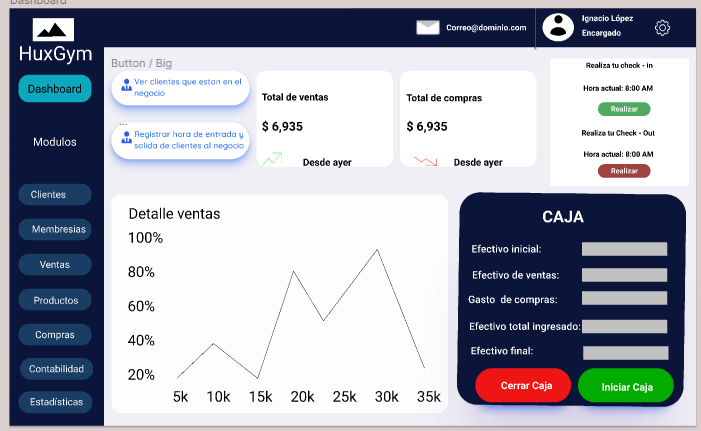 Dashboard
HuxGym
Dashboard
Modulos
Clientes
Membresias
Ventas
Productos
Compras
Contabilidad
Estadísticas
Correo@dominio.com
Ignacio López
Encargado
Button / Big
Ver clientes que estan en el
negocio
...
Registrar hora de entrada y
salida de clientes al negocio
Total de ventas
$ 6,935
Desde ayer
Total de compras
$ 6,935
Desde ayer
Realiza tu check - in
Hora actual: 8:00 AM
Realizar
Realiza tu Check - Out
Hora actual: 8:00 AM
Realizar
Detalle ventas
100%
80%
60%
40%
20%
5k 10k 15k 20k 25k 30k 35k
CAJA
Efectivo inicial:
Efectivo de ventas:
Gasto de compras:
Efectivo total ingresado:
Efectivo final:
Cerrar Caja
Iniciar Caja